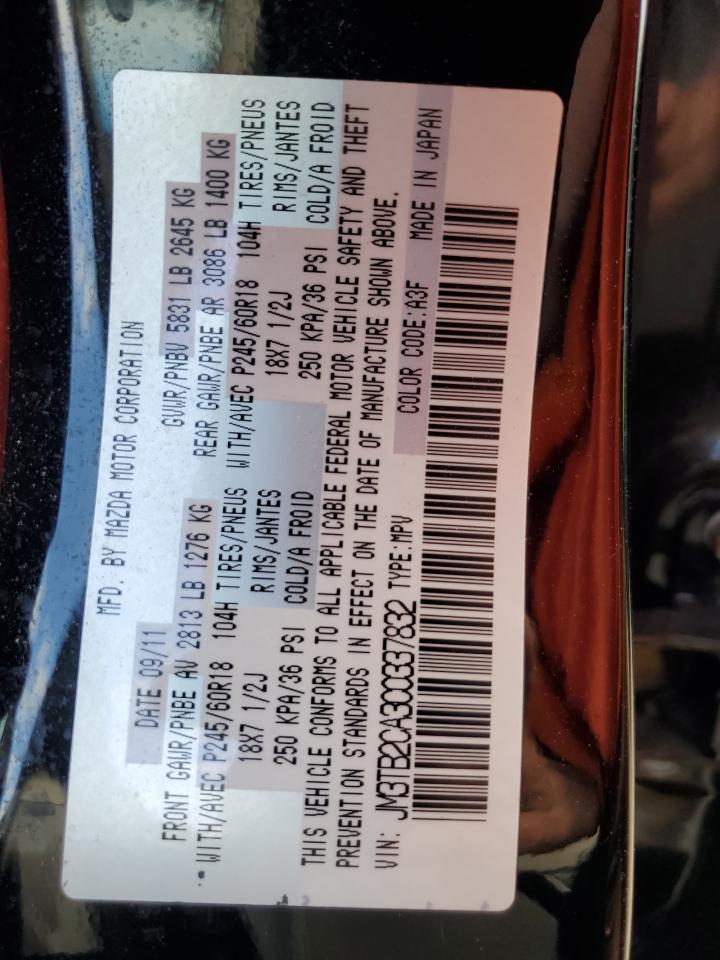 MFD. BY MAZDA MOTOR CORPORATION
DATE 09/11 GVWR/PNBV 5831 LB 2645 KG
FRONT GAWR/PNBE AV 2813 LB 1276 KG REAR GAWR/PNBE AR 3086 LB 1400 KG
WITH/AVEC P245/60R18 104H TIRES/PNEUS WITH/AVEC P245/60R18 104H TIRES/PNEUS
18X7 1/2J RIMS/JANTES 18X7 1/2J RIMS/JANTES
250 KPA/36 PSI COLD/A FROID 250 KPA/36 PSI COLD/A FROID
THIS VEHICLE CONFORMS TO ALL APPLICABLE FEDERAL MOTOR VEHICLE SAFETY AND THEFT
PREVENTION STANDARDS IN EFFECT ON THE DATE OF MANUFACTURE SHOWN ABOVE.
VIN: JM3TB2CA3C0337832 TYPE:MPV COLOR CODE:A3F MADE IN JAPAN